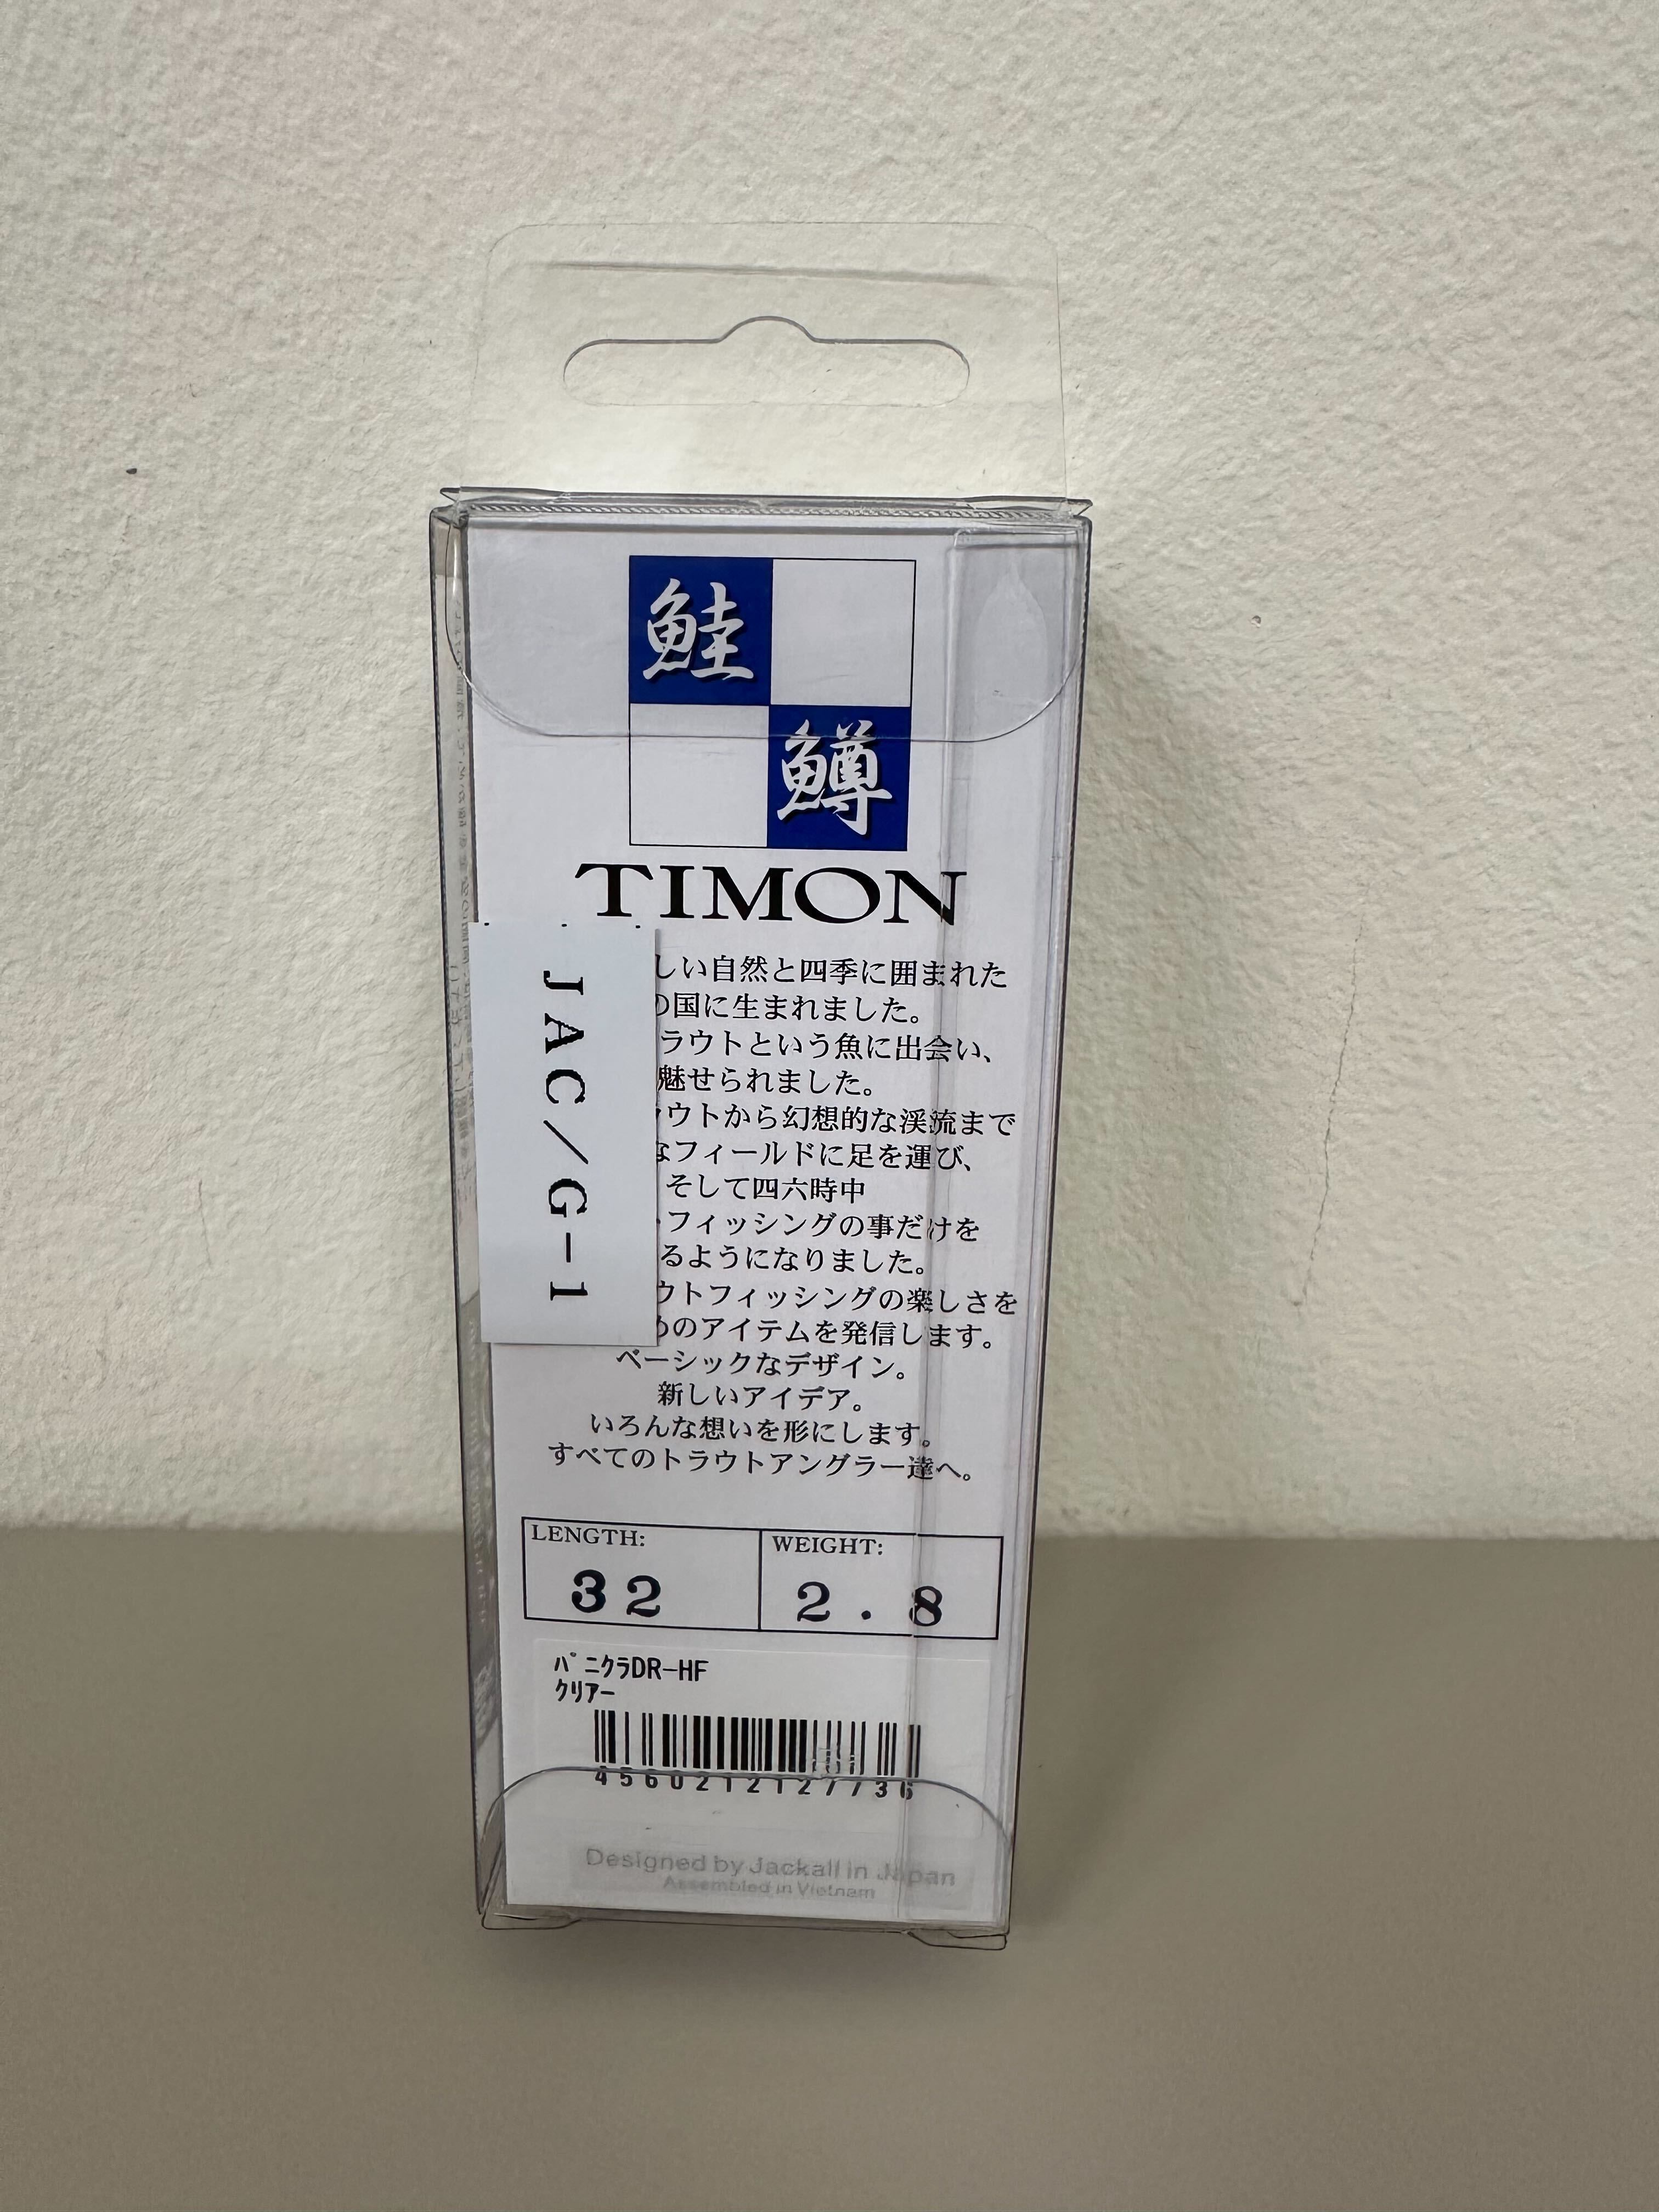 鮭
鱒
TIMON
JAC/G-1
しい自然と四季に囲まれた
の国に生まれました。
ラウトという魚に出会い、
魅せられました。
ウトから幻想的な渓流まで
なフィールドに足を運び、
そして四六時中
フィッシングの事だけを
るようになりました。
ウトフィッシングの楽しさを
めのアイテムを発信します。
ベーシックなデザイン。
新しいアイデア。
いろんな想いを形にします。
すべてのトラウトアングラー達へ。
LENGTH: WEIGHT:
32 2.8
ﾊﾟﾆｸﾗDR-HF
ｸﾘｱｰ
4560212127736
Designed by Jackall in Japan
Assembled in Vietnam